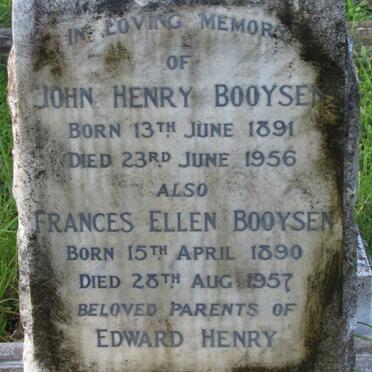 IN LOVING MEMORY
OF
JOHN HENRY BOOYSEN
BORN 13TH JUNE 1891
DIED 23RD JUNE 1956
ALSO
FRANCES ELLEN BOOYSEN
BORN 15TH APRIL 1890
DIED 28TH AUG 1957
BELOVED PARENTS OF
EDWARD HENRY